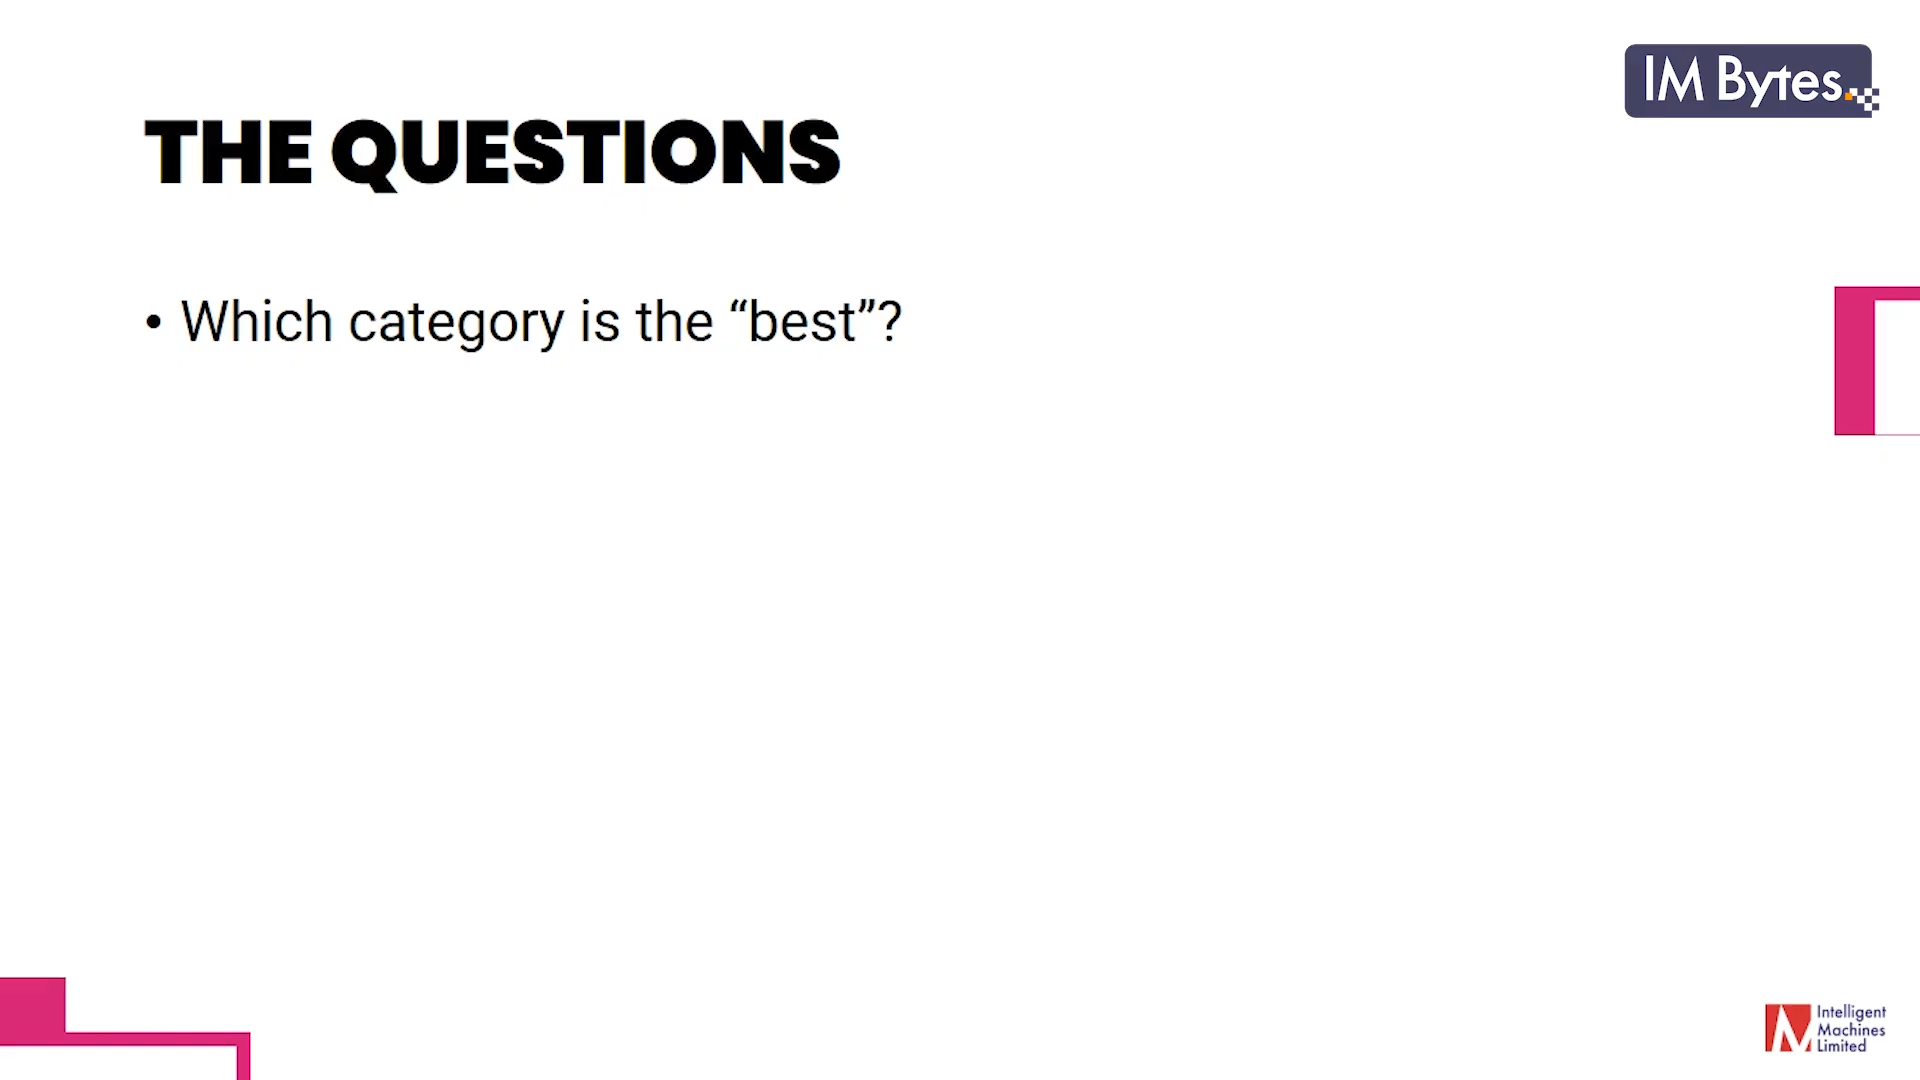 IM Bytes.
THE QUESTIONS
• Which category is the “best”?
Intelligent
Machines
Limited